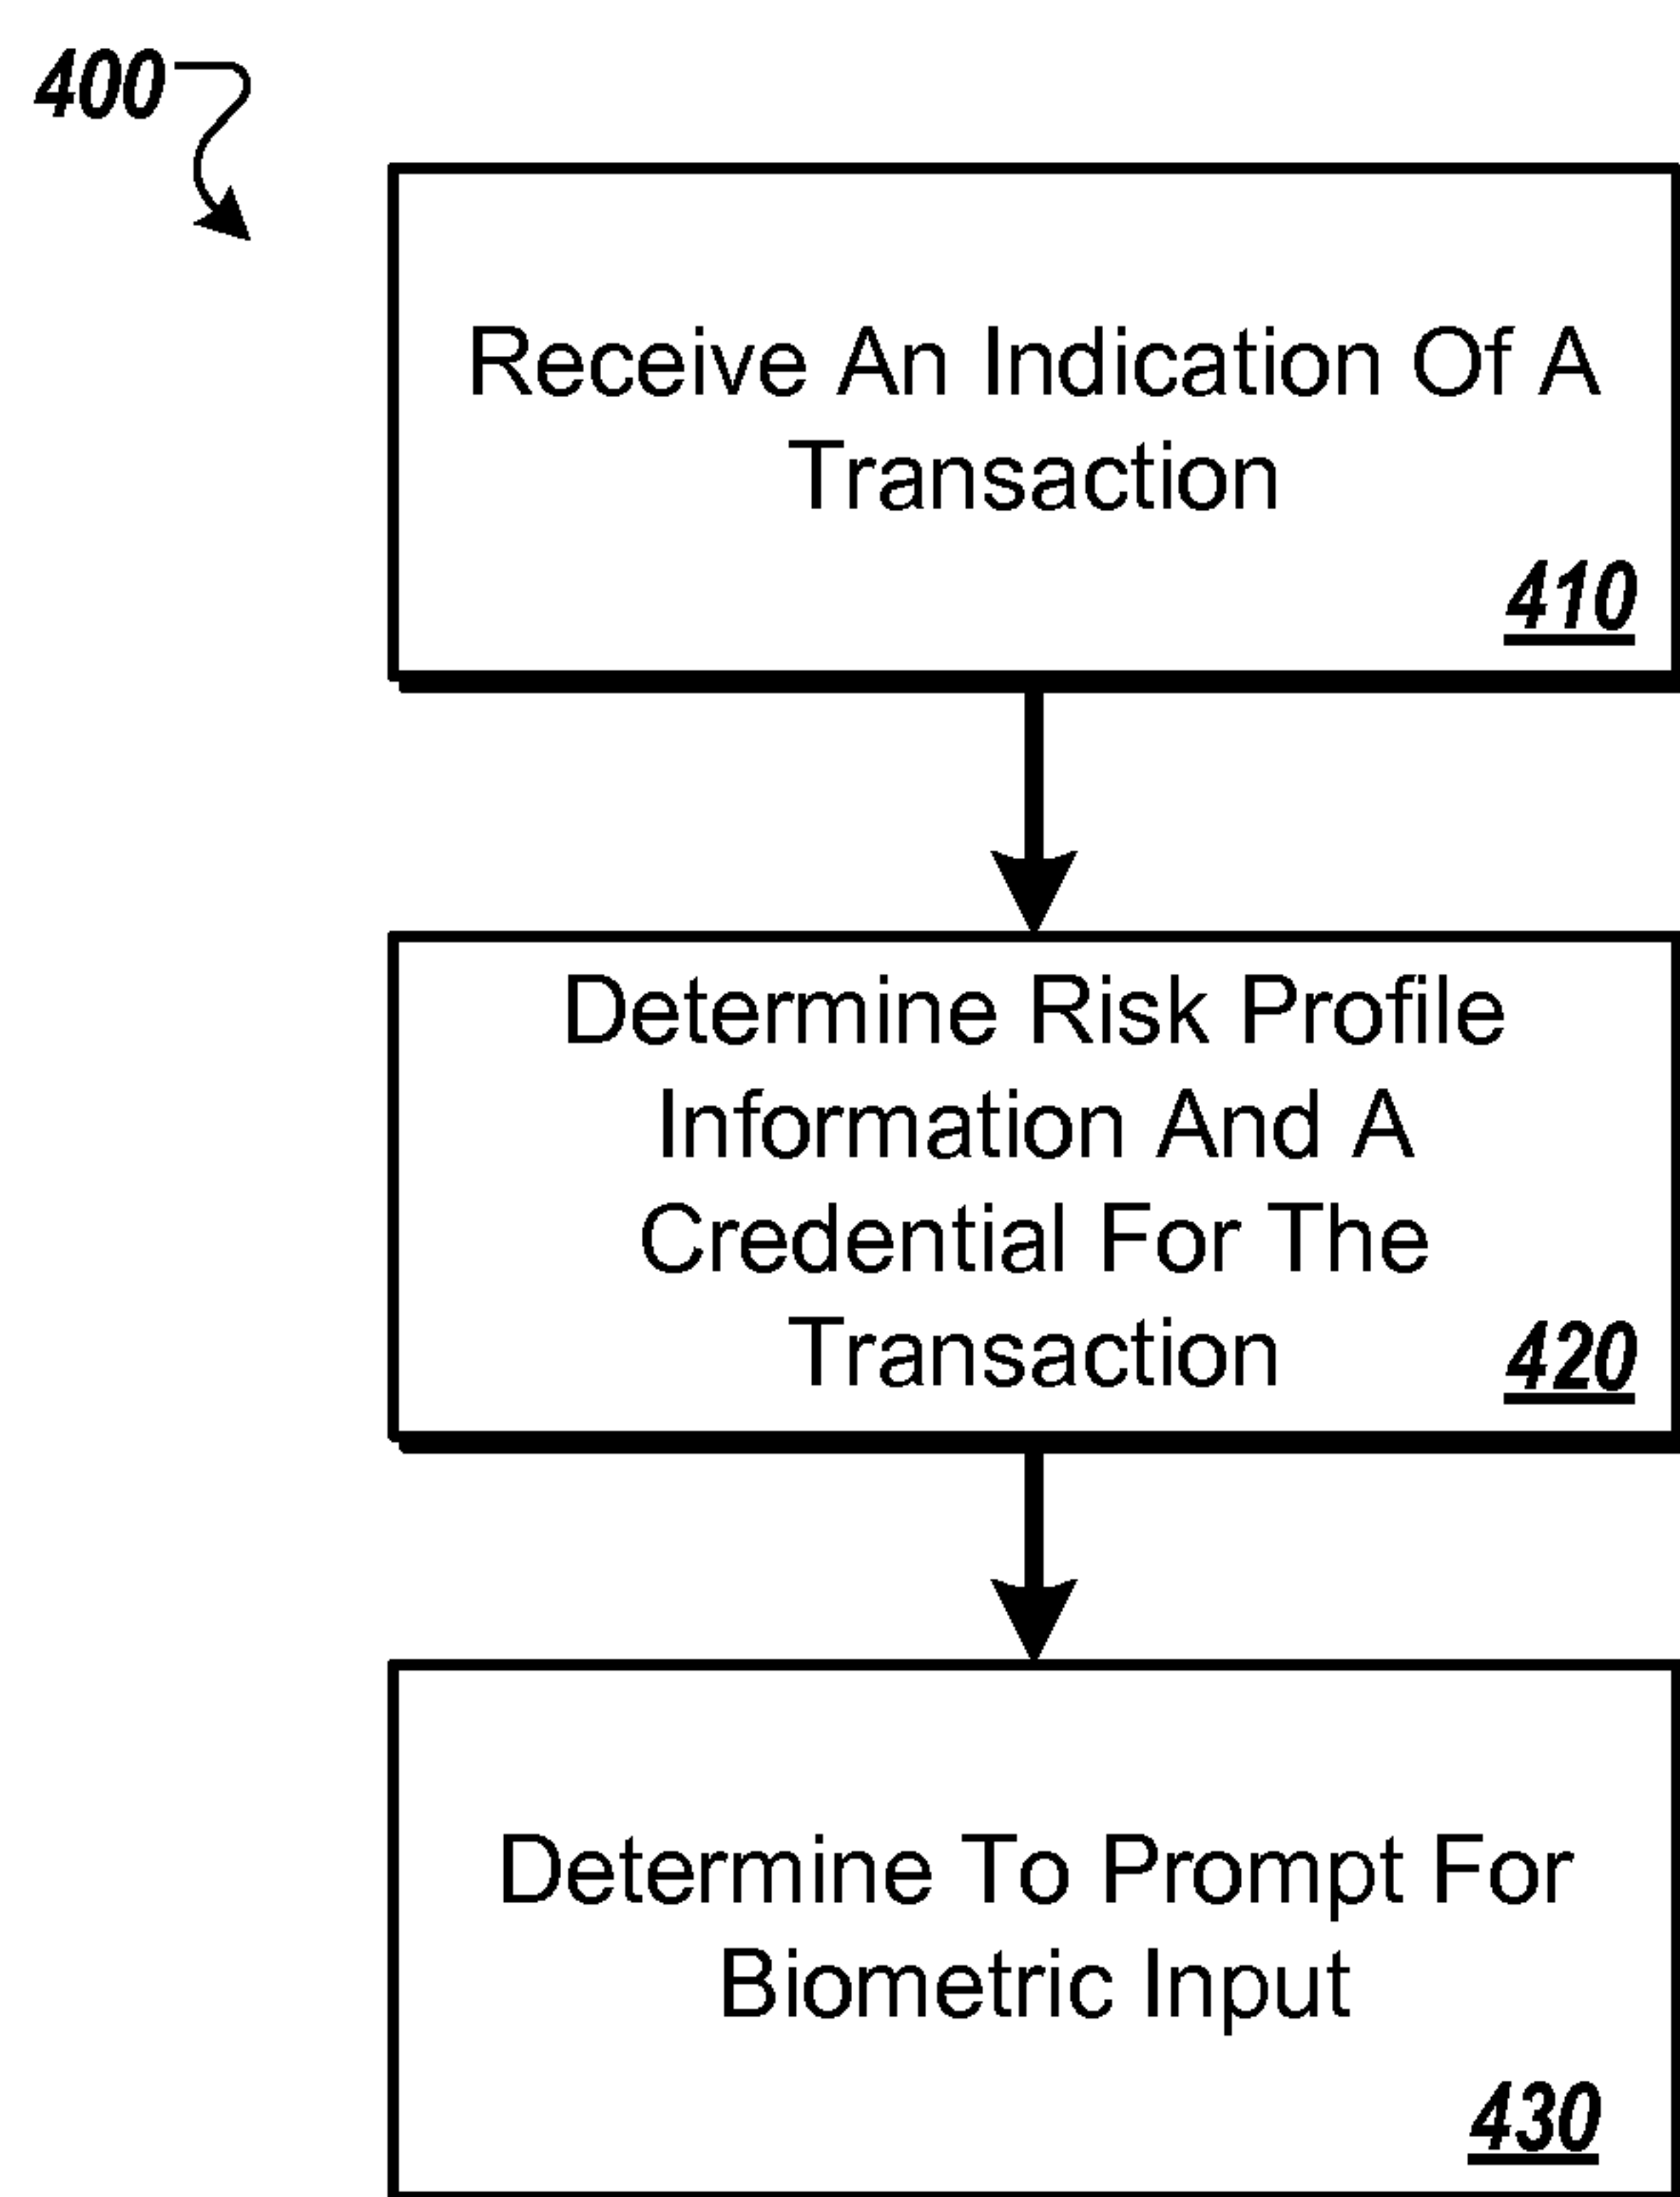 400
Receive An Indication Of A
Transaction
410
Determine Risk Profile
Information And A
Credential For The
Transaction 420
Determine To Prompt For
Biometric Input
430